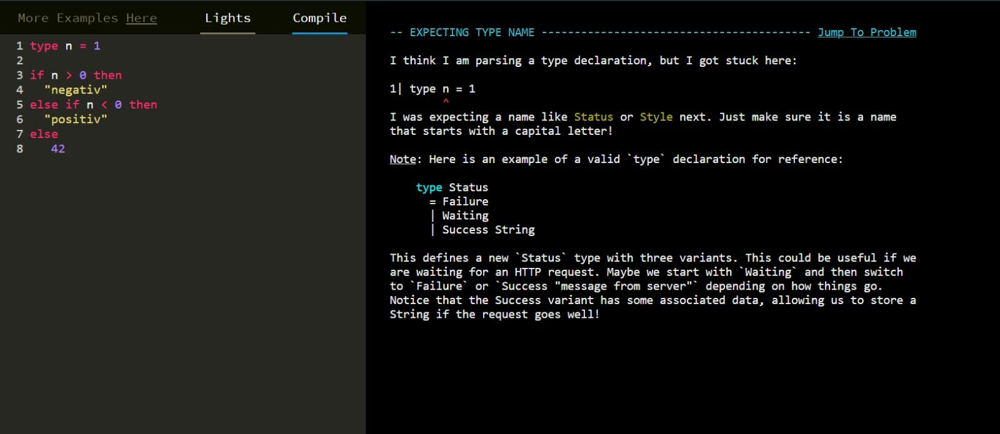 More Examples Here
Lights
Compile
1 type n = 1
2
3 if n > 0 then
4   "negativ"
5 else if n < 0 then
6   "positiv"
7 else
8    42
-- EXPECTING TYPE NAME ----------------------------------------- Jump To Problem
I think I am parsing a type declaration, but I got stuck here:
1| type n = 1
        ^
I was expecting a name like Status or Style next. Just make sure it is a name
that starts with a capital letter!
Note: Here is an example of a valid `type` declaration for reference:
    type Status
      = Failure
      | Waiting
      | Success String
This defines a new `Status` type with three variants. This could be useful if we
are waiting for an HTTP request. Maybe we start with `Waiting` and then switch
to `Failure` or `Success "message from server"` depending on how things go.
Notice that the Success variant has some associated data, allowing us to store a
String if the request goes well!